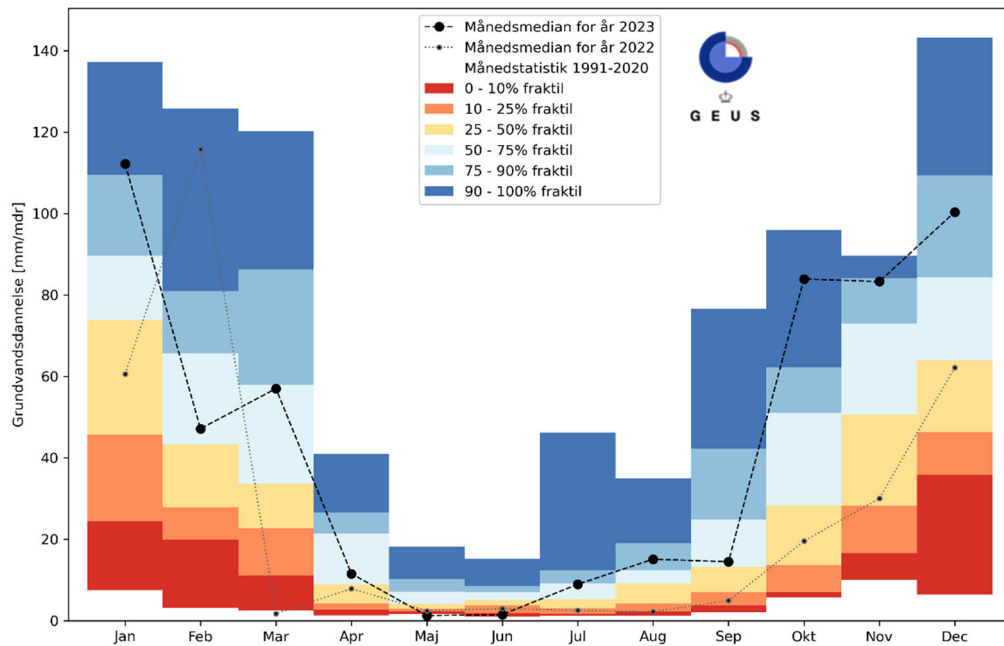 Månedsmedian for år 2023
Månedsmedian for år 2022
Månedstatistik 1991-2020
0 - 10% fraktil
10 - 25% fraktil
25 - 50% fraktil
50 - 75% fraktil
75 - 90% fraktil
90 - 100% fraktil
G E U S
Grundvandsdannelse [mm/mdr]
140
120
100
80
60
40
20
0
Jan Feb Mar Apr Maj Jun Jul Aug Sep Okt Nov Dec